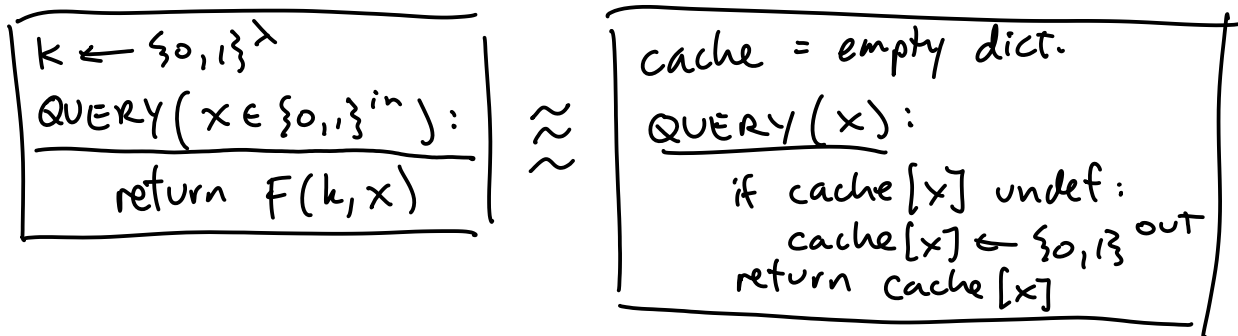 k ← {0,1}^λ
QUERY(x ∈ {0,1}^in):
return F(k,x)
≈
cache = empty dict.
QUERY(x):
if cache[x] undef:
cache[x] ← {0,1}^out
return cache[x]